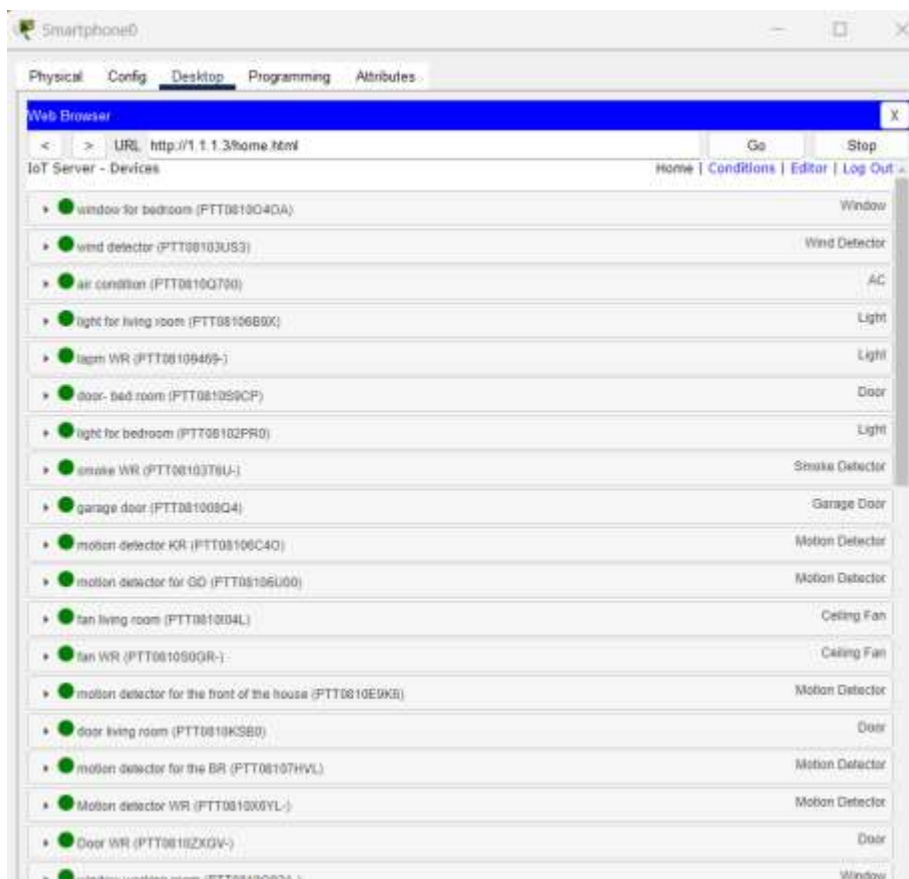 Smartphone0
Physical Config Desktop Programming Attributes
Web Browser X
< > URL http://1.1.1.3/home.html Go Stop
IoT Server - Devices Home | Conditions | Editor | Log Out
window for bedroom (PTT0810O4DA) Window
wind detector (PTT08103US3) Wind Detector
air condition (PTT0810Q700) AC
light for living room Light
lapm WR (PTT08109469-) Light
door- bed room (PTT0810S9CP) Door
light for bedroom (PTT08102PR0) Light
smoke WR (PTT08103T6U-) Smoke Detector
garage door Garage Door
motion detector KR (PTT08106C4O) Motion Detector
motion detector for GD Motion Detector
fan living room Ceiling Fan
fan WR Ceiling Fan
motion detector for the front of the house Motion Detector
door living room (PTT0810KSB0) Door
motion detector for the BR (PTT08107HVL) Motion Detector
Motion detector WR (PTT0810X6YL-) Motion Detector
Door WR (PTT0810ZXGV-) Door
window working room Window